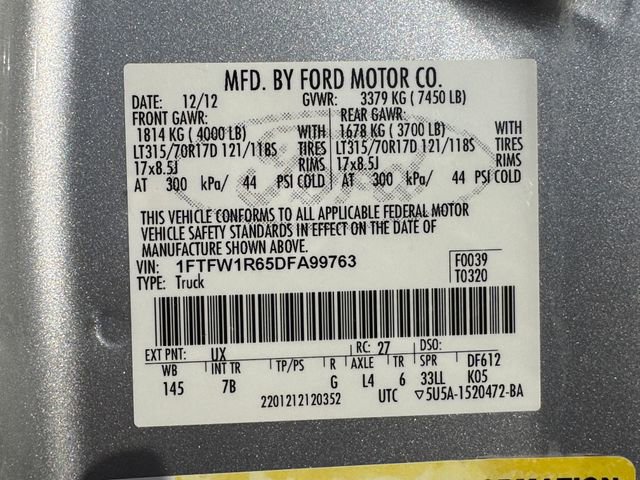 MFD. BY FORD MOTOR CO.
DATE: 12/12 GVWR: 3379 KG ( 7450 LB)
FRONT GAWR: REAR GAWR:
1814 KG ( 4000 LB) WITH 1678 KG ( 3700 LB) WITH
LT315/70R17D 121/118S TIRES LT315/70R17D 121/118S TIRES
17x8.5J RIMS 17x8.5J RIMS
AT 300 kPa/ 44 PSI COLD AT 300 kPa/ 44 PSI COLD
THIS VEHICLE CONFORMS TO ALL APPLICABLE FEDERAL MOTOR
VEHICLE SAFETY STANDARDS IN EFFECT ON THE DATE OF
MANUFACTURE SHOWN ABOVE.
VIN: 1FTFW1R65DFA99763 F0039
TYPE: Truck T0320
EXT PNT: UX RC: 27 DSO:
WB INT TR TP/PS R AXLE TR SPR DF612
145 7B G L4 6 33LL K05
2201212120352 UTC ▽5U5A-1520472-BA